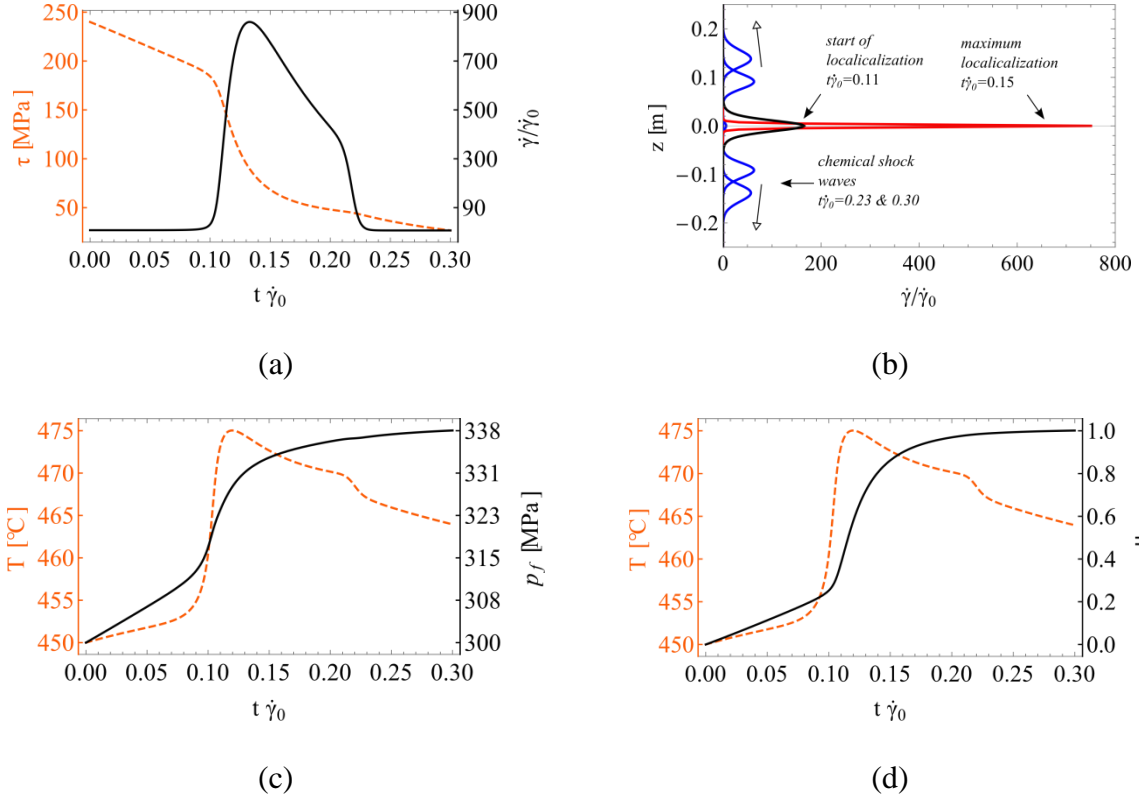 250
200
150
100
50
τ [MPa]
900
700
500
300
90
γ̇/γ̇0
0.00 0.05 0.10 0.15 0.20 0.25 0.30
t γ̇0
(a)
0.2
0.1
0.0
−0.1
−0.2
z [m]
start of
localicalization
tγ̇0=0.11
maximum
localicalization
tγ̇0=0.15
chemical shock
waves
tγ̇0=0.23 & 0.30
0 200 400 600 800
γ̇/γ̇0
(b)
475
470
465
460
455
450
T [°C]
338
331
323
315
308
300
pf [MPa]
0.00 0.05 0.10 0.15 0.20 0.25 0.30
t γ̇0
(c)
475
470
465
460
455
450
T [°C]
1.0
0.8
0.6
0.4
0.2
0.0
0.00 0.05 0.10 0.15 0.20 0.25 0.30
t γ̇0
(d)